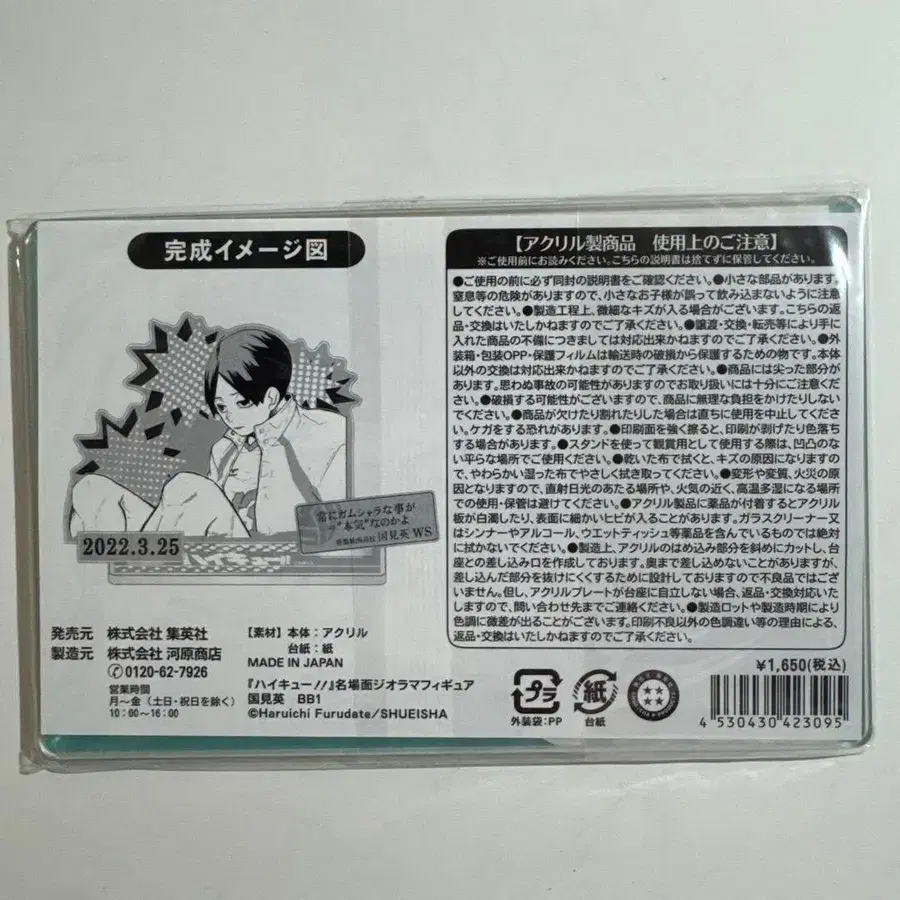 完成イメージ図
常にガムシャラな事が
“本気”なのかよ
国見英 WS
2022.3.25
発売元 株式会社 集英社
製造元 株式会社 河原商店
0120-62-7926
営業時間
月～金（土日・祝日を除く）
10：00～16：00
【素材】本体：アクリル
台紙：紙
MADE IN JAPAN
『ハイキュー!!』名場面ジオラマフィギュア
国見英 BB1
©Haruichi Furudate/SHUEISHA
【アクリル製商品 使用上のご注意】
※ご使用前にお読みください。こちらの説明書は捨てずに保管してください。
●ご使用の前に必ず同封の説明書をご確認ください。●小さな部品があります。
窒息等の危険がありますので、小さなお子様が誤って飲み込まないように注意
してください。●製造工程上、微細なキズが入る場合がございます。こちらの返
品・交換はいたしかねますのでご了承ください。●譲渡・交換・転売等により手に
入れた商品の不備につきましては対応出来かねますのでご了承ください。●外
装箱・包装OPP・保護フィルムは輸送時の破損から保護するための物です。本体
以外の交換は対応出来かねますのでご了承ください。●商品には尖った部分が
あります。思わぬ事故の可能性がありますのでお取り扱いには十分にご注意くだ
さい。●破損する可能性がございますので、商品に無理な負担をかけたりしない
でください。●商品が欠けたり割れたりした場合は直ちに使用を中止してくださ
い。ケガをする恐れがあります。●印刷面を強く擦ると、印刷が剥げたり色落ち
する場合があります。●スタンドを使って観賞用として使用する際は、凹凸のな
い平らな場所でご使用ください。●乾いた布で拭くと、キズの原因になりますの
で、やわらかい湿った布でやさしく拭き取ってください。●変形や変質、火災の原
因となりますので、直射日光のあたる場所や、火気の近く、高温多湿になる場所
での使用・保管は避けてください。●アクリル製品に薬品が付着するとアクリル
板が白濁したり、表面に細かいヒビが入ることがあります。ガラスクリーナー又は
シンナーやアルコール、ウエットティッシュ等薬品を含んでいるものでは絶対
に拭かないでください。●製造上、アクリルのはめ込み部分を斜めにカットし、台
座との差し込み口を作成しております。奥まで差し込めないことがありますが、
差し込んだ部分を抜けにくくするために設計しておりますので不良品ではござ
いません。但し、アクリルプレートが台座に自立しない場合、返品・交換対応いた
しますので、問い合わせ先までご連絡ください。●製造ロットや製造時期により
色調に微差が出ることがございます。印刷不良以外の色調違い等の理由による、
返品・交換はいたしかねますのでご了承ください。
¥1,650(税込)
プラ
外装袋：PP
紙
台紙
4 530430 423095